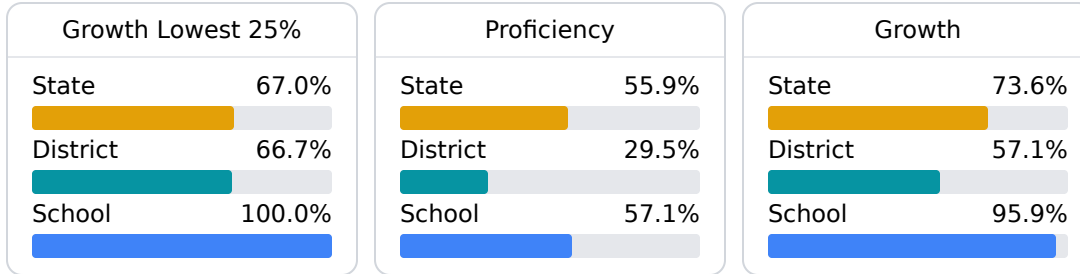 Growth Lowest 25%
State 67.0%
District 66.7%
School 100.0%
Proficiency
State 55.9%
District 29.5%
School 57.1%
Growth
State 73.6%
District 57.1%
School 95.9%